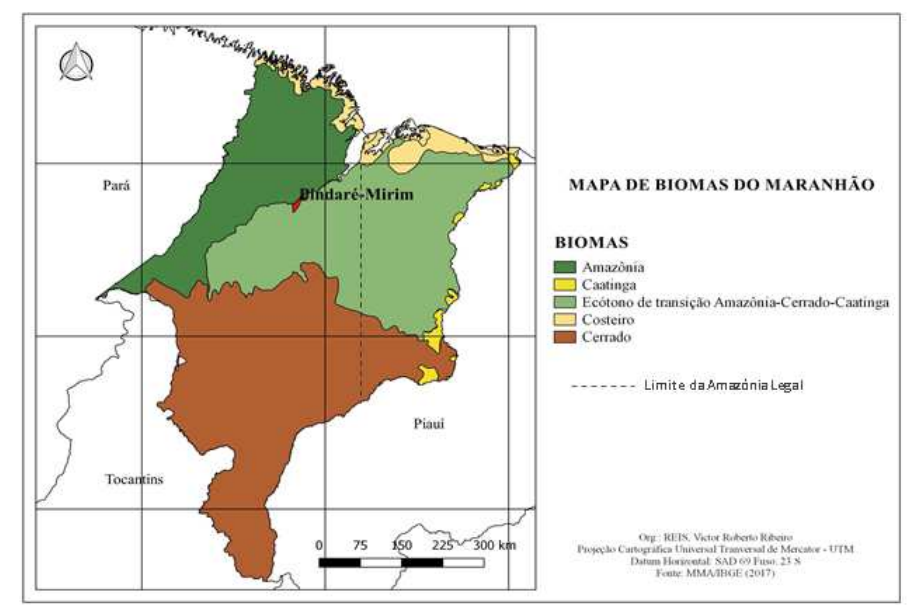 Pará
Pindaré-Mirim
Piauí
Tocantins
0 75 150 225 300 km
MAPA DE BIOMAS DO MARANHÃO
BIOMAS
Amazônia
Caatinga
Ecótono de transição Amazônia-Cerrado-Caatinga
Costeiro
Cerrado
Limite da Amazônia Legal
Org.: REIS, Victor Roberto Ribeiro
Projeção Cartográfica Universal Tranversal de Mercator - UTM
Datum Horizontal: SAD 69 Fuso: 23 S
Fonte: MMA/IBGE (2017)